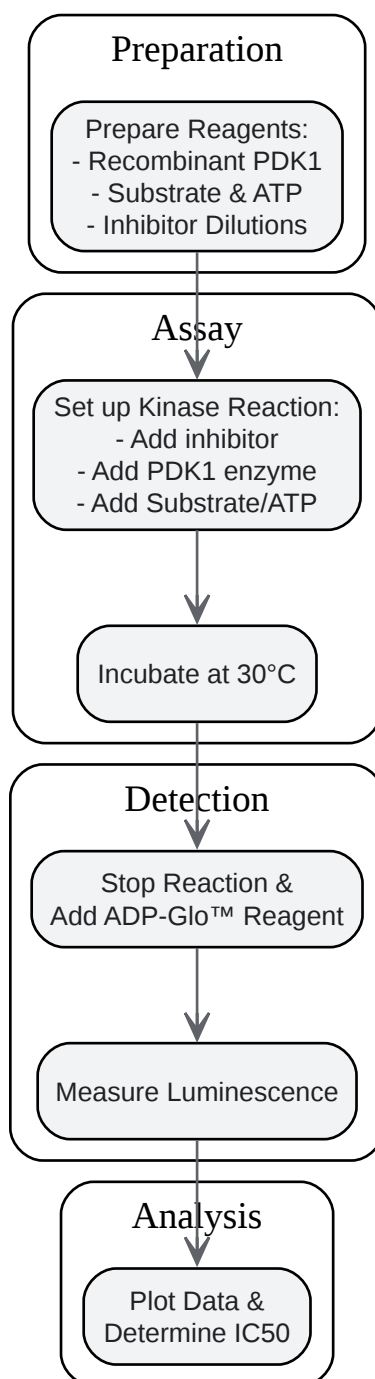 Preparation
Prepare Reagents:
- Recombinant PDK1
- Substrate & ATP
- Inhibitor Dilutions
Assay
Set up Kinase Reaction:
- Add inhibitor
- Add PDK1 enzyme
- Add Substrate/ATP
Incubate at 30°C
Detection
Stop Reaction &
Add ADP-Glo™ Reagent
Measure Luminescence
Analysis
Plot Data &
Determine IC50